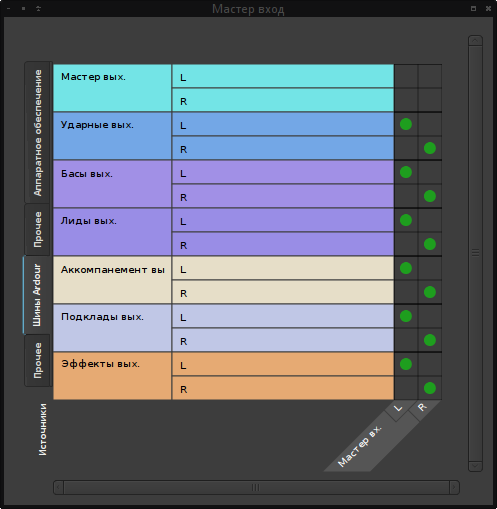 Мастер вход
Аппаратное обеспечение
Прочее
Шины Ardour
Прочее
Источники
Мастер вых.
L
R
Ударные вых.
L
R
Басы вых.
L
R
Лиды вых.
L
R
Аккомпанемент вы
L
R
Подклады вых.
L
R
Эффекты вых.
L
R
Мастер вх.
L
R